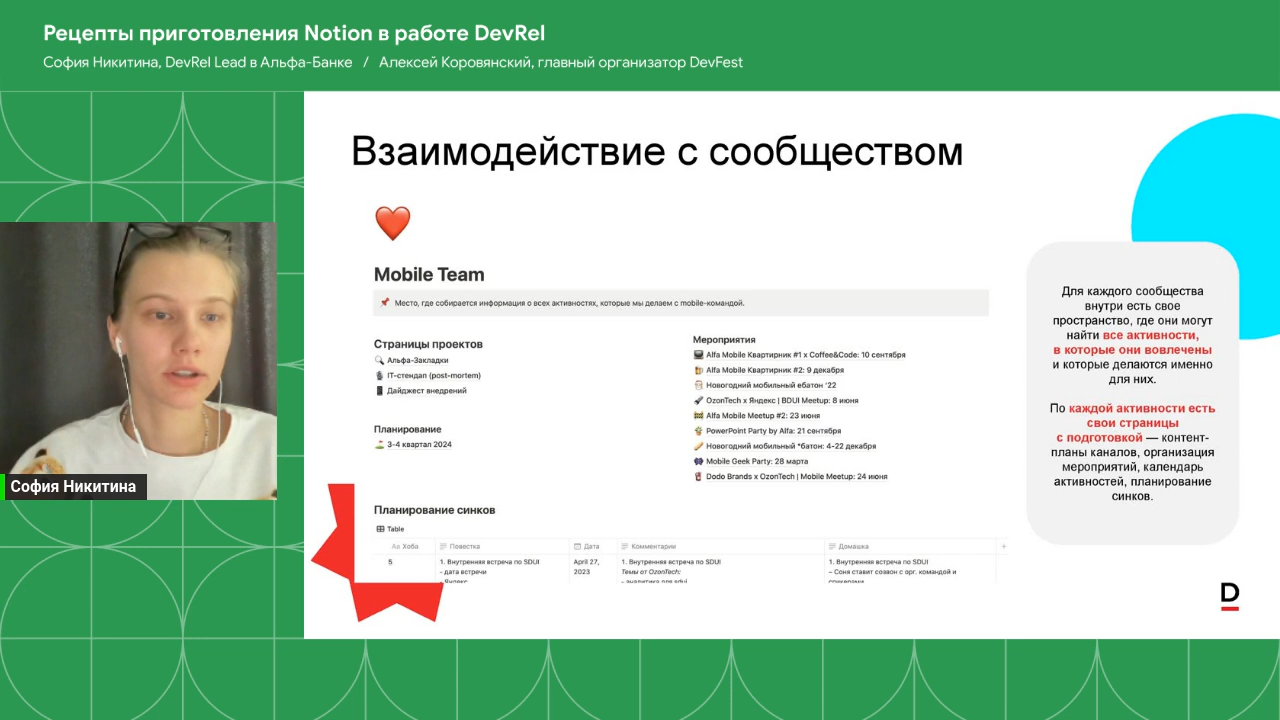 Рецепты приготовления Notion в работе DevRel
София Никитина, DevRel Lead в Альфа-Банке / Алексей Коровянский, главный организатор DevFest
Взаимодействие с сообществом
Mobile Team
Место, где собирается информация о всех активностях, которые мы делаем с mobile-командой.
Страницы проектов
Альфа-Закладки
IT-стендап (post-mortem)
Дайджест внедрений
Планирование
3-4 квартал 2024
Мероприятия
Alfa Mobile Квартирник #1 x Coffee&Code: 10 сентября
Alfa Mobile Квартирник #2: 9 декабря
Новогодний мобильный ебатон '22
OzonTech x Яндекс | BDUI Meetup: 8 июня
Alfa Mobile Meetup #2: 23 июня
PowerPoint Party by Alfa: 21 сентября
Новогодний мобильный *батон: 4-22 декабря
Mobile Geek Party: 28 марта
Dodo Brands x OzonTech | Mobile Meetup: 24 июня
Планирование синков
Table
Aa Хоба Повестка Дата Комментарии Домашка +
5 1. Внутренняя встреча по SDUI April 27, 1. Внутренняя встреча по SDUI 1. Внутренняя встреча по SDUI
- дата встречи 2023 Темы от OzonTech: – Соня ставит созвон с орг. командой и
- Яндекс - аналитика для sdui спикерами
Для каждого сообщества
внутри есть свое
пространство, где они могут
найти все активности,
в которые они вовлечены
и которые делаются именно
для них.
По каждой активности есть
свои страницы
с подготовкой — контент-
планы каналов, организация
мероприятий, календарь
активностей, планирование
синков.
София Никитина
D